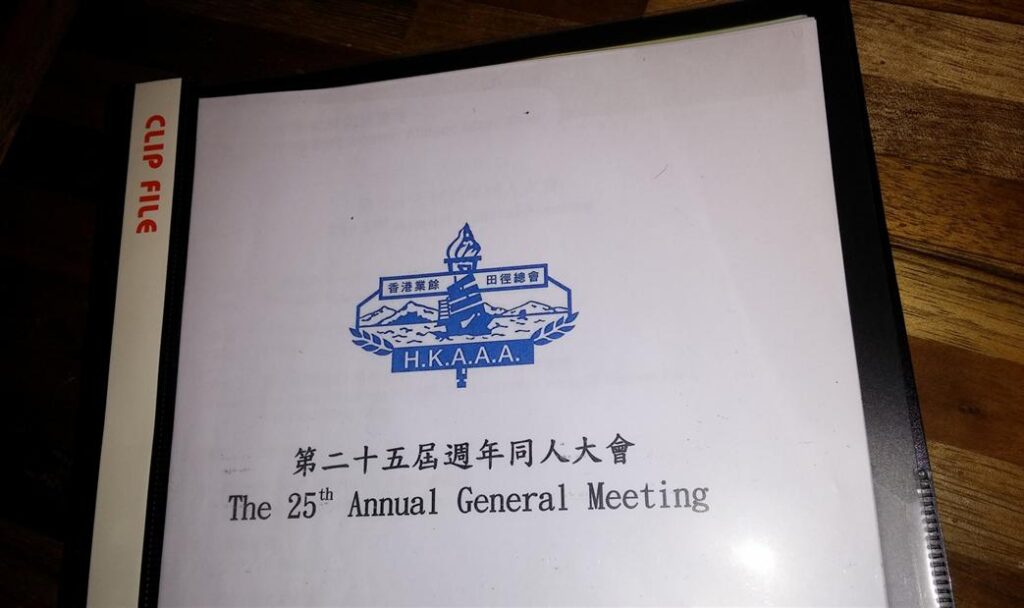 CLIP FILE
香港業餘 田徑總會
H.K.A.A.A.
第二十五屆週年同人大會
The 25th Annual General Meeting